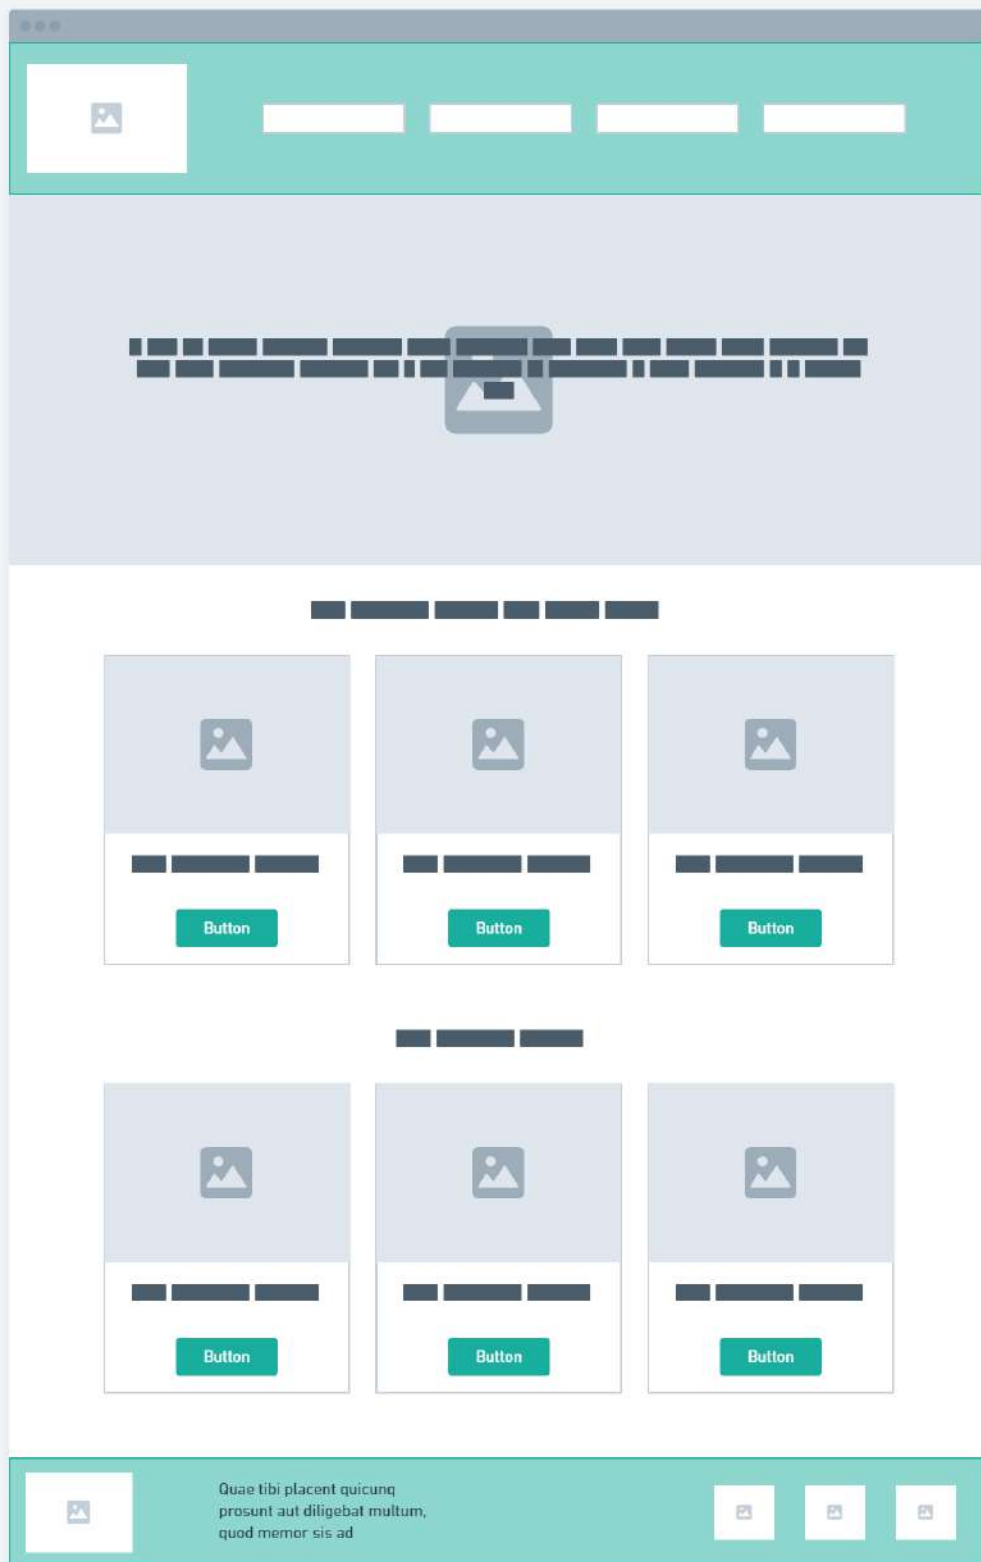 Button
Button
Button
Button
Button
Button
Quae tibi placent quicunq
prosunt aut diligebat multum,
quod memor sis ad